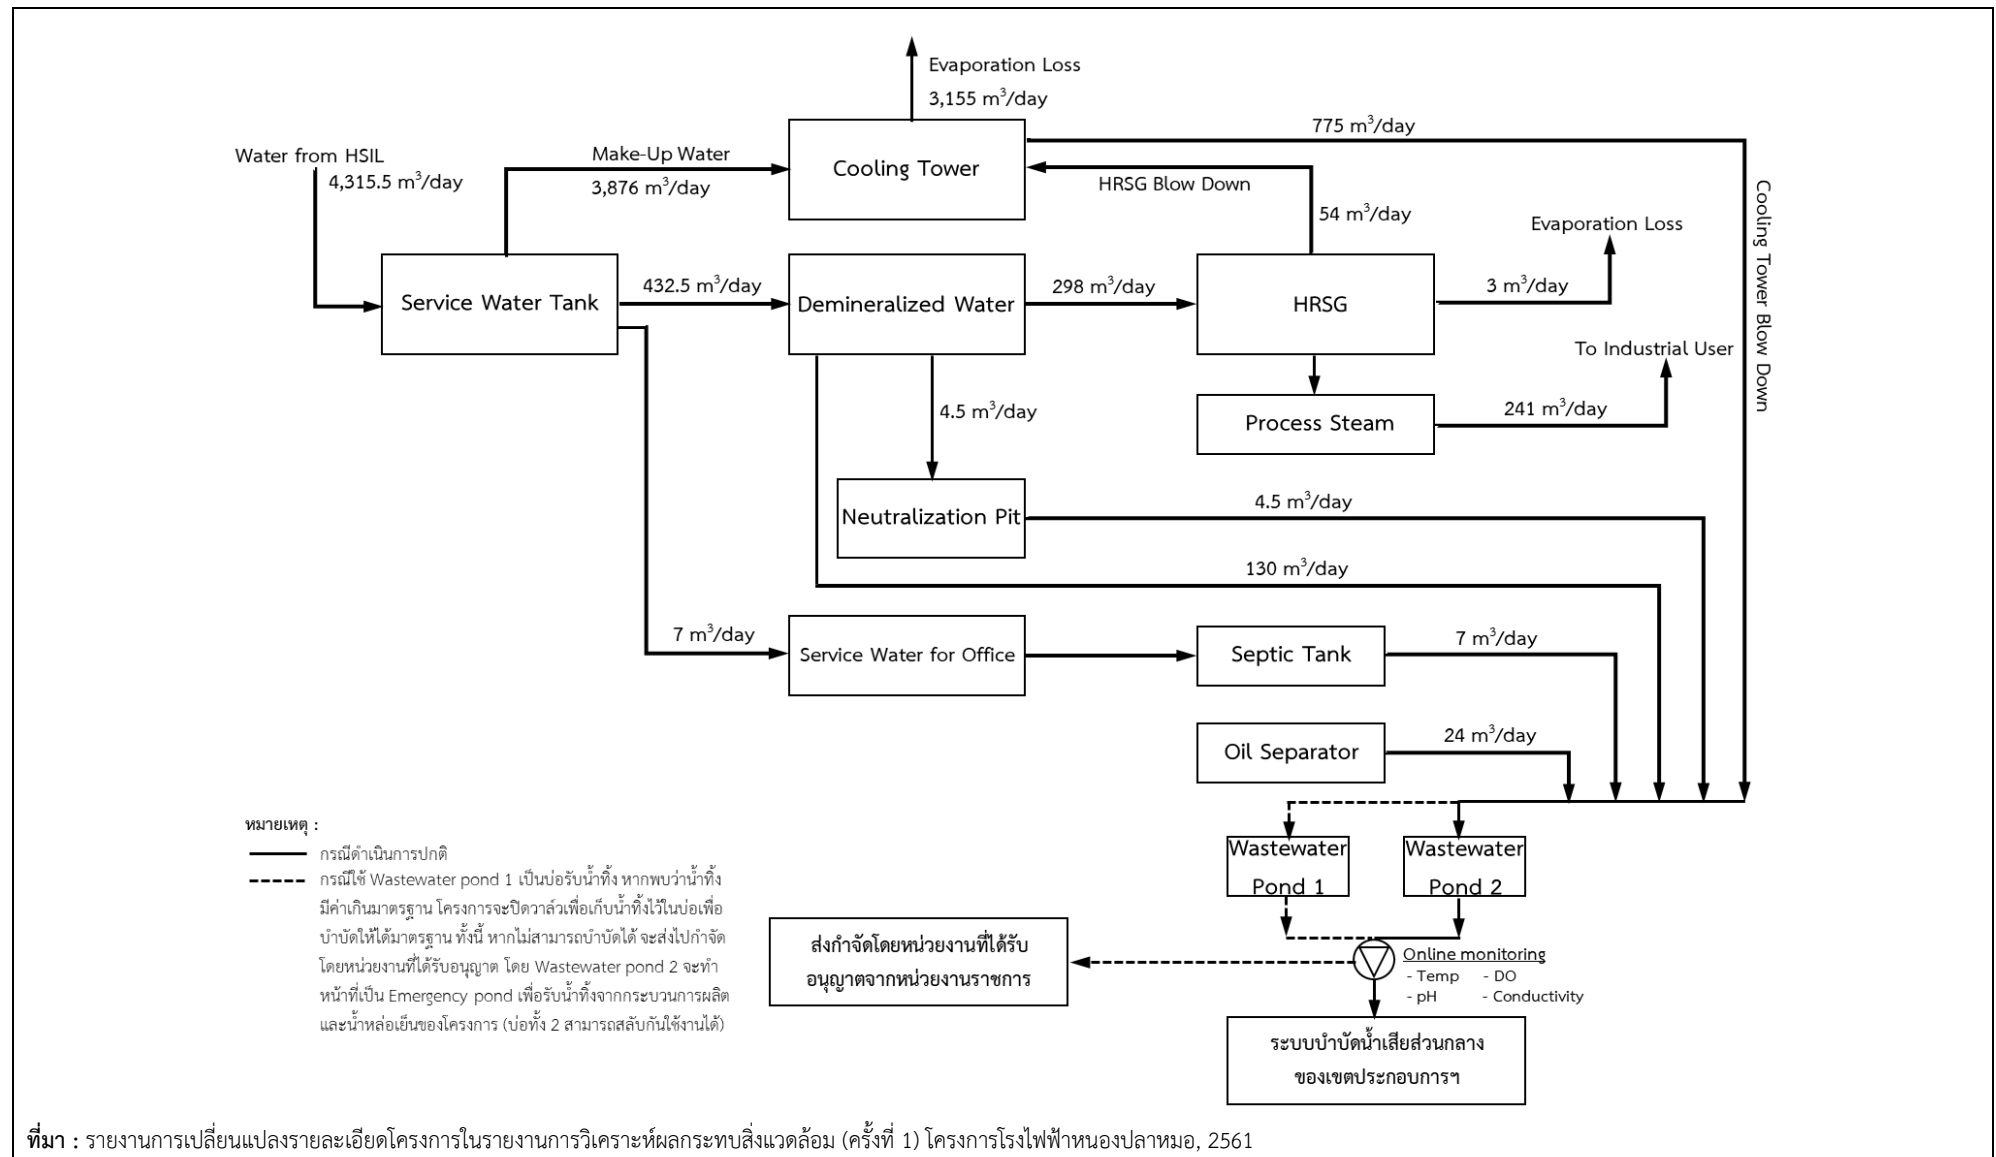 Evaporation Loss
3,155 m³/day
775 m³/day
Water from HSIL
4,315.5 m³/day
Make-Up Water
3,876 m³/day
Cooling Tower
HRSG Blow Down
54 m³/day
Cooling Tower Blow Down
Evaporation Loss
3 m³/day
Service Water Tank
432.5 m³/day
Demineralized Water
298 m³/day
HRSG
To Industrial User
Process Steam
241 m³/day
4.5 m³/day
Neutralization Pit
4.5 m³/day
130 m³/day
7 m³/day
Service Water for Office
Septic Tank
7 m³/day
Oil Separator
24 m³/day
Wastewater
Pond 1
Wastewater
Pond 2
Online monitoring
- Temp - DO
- pH - Conductivity
ส่งกำจัดโดยหน่วยงานที่ได้รับ
อนุญาตจากหน่วยงานราชการ
ระบบบำบัดน้ำเสียส่วนกลาง
ของเขตประกอบการฯ
หมายเหตุ :
กรณีดำเนินการปกติ
กรณีใช้ Wastewater pond 1 เป็นบ่อรับน้ำทิ้ง หากพบว่าน้ำทิ้ง
มีค่าเกินมาตรฐาน โครงการจะปิดวาล์วเพื่อเก็บน้ำทิ้งไว้ในบ่อเพื่อ
บำบัดให้ได้มาตรฐาน ทั้งนี้ หากไม่สามารถบำบัดได้ จะส่งไปกำจัด
โดยหน่วยงานที่ได้รับอนุญาต โดย Wastewater pond 2 จะทำ
หน้าที่เป็น Emergency pond เพื่อรับน้ำทิ้งจากกระบวนการผลิต
และน้ำหล่อเย็นของโครงการ (บ่อทั้ง 2 สามารถสลับกันใช้งานได้)
ที่มา : รายงานการเปลี่ยนแปลงรายละเอียดโครงการในรายงานการวิเคราะห์ผลกระทบสิ่งแวดล้อม (ครั้งที่ 1) โครงการโรงไฟฟ้าหนองปลาหมอ, 2561